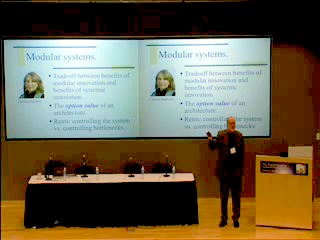 Modular systems.
Tradeoff between benefits of
modular innovation and
benefits of systemic
innovation.
The option value of an
architecture.
Rents: controlling the system
vs. controlling bottlenecks.
Modular systems.
Tradeoff between benefits of
modular innovation and
benefits of systemic
innovation.
The option value of an
architecture.
Rents: controlling the system
vs. controlling bottlenecks.